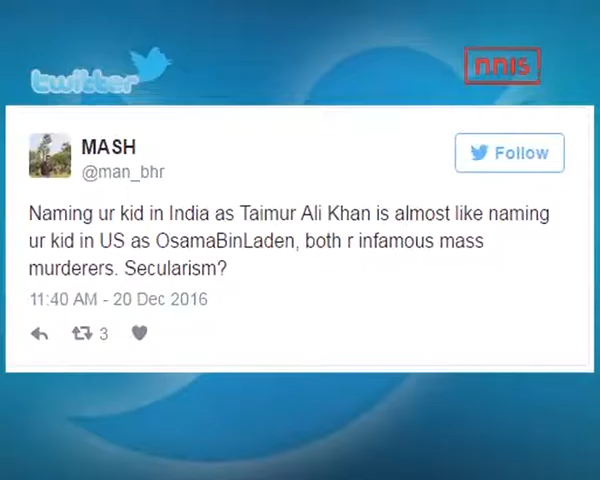 twitter
nnis
MASH
@man_bhr
Follow
Naming ur kid in India as Taimur Ali Khan is almost like naming
ur kid in US as OsamaBinLaden, both r infamous mass
murderers. Secularism?
11:40 AM - 20 Dec 2016
3